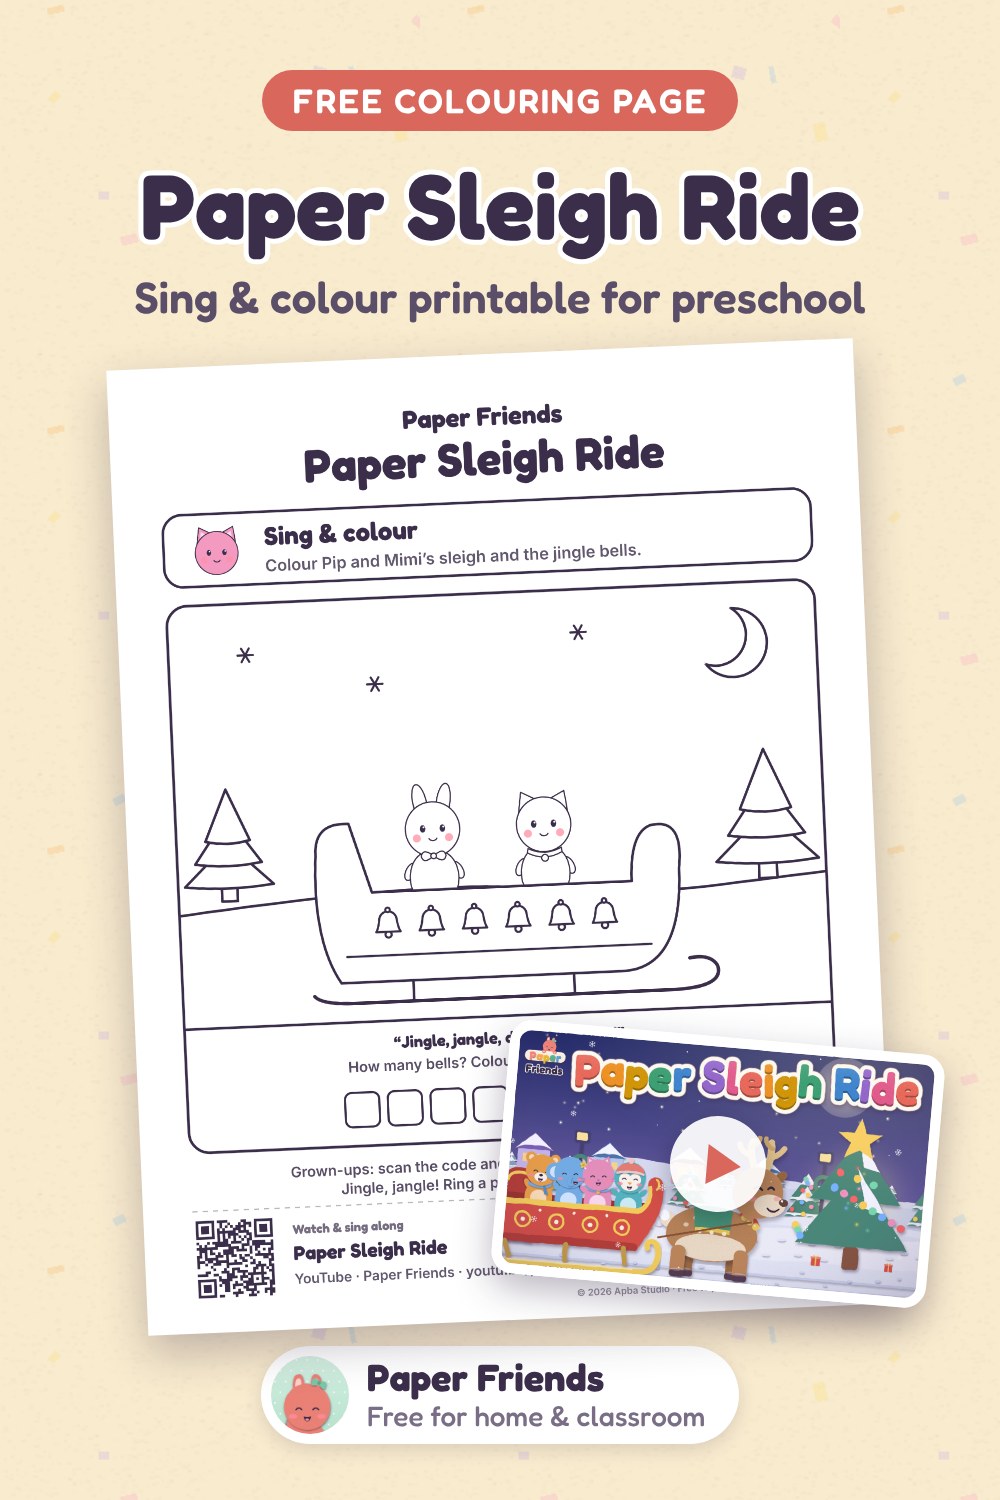 FREE COLOURING PAGE
Paper Sleigh Ride
Sing & colour printable for preschool
Paper Friends
Paper Sleigh Ride
Sing & colour
Colour Pip and Mimi's sleigh and the jingle bells.
“Jingle, jangle,
How many bells?
Grown-ups: scan the code and
Jingle, jangle! Ring a
Watch & sing along
Paper Sleigh Ride
YouTube · Paper Friends ·
© 2026 Apba Studio ·
Paper Friends
Paper Sleigh Ride
Paper Friends
Free for home & classroom